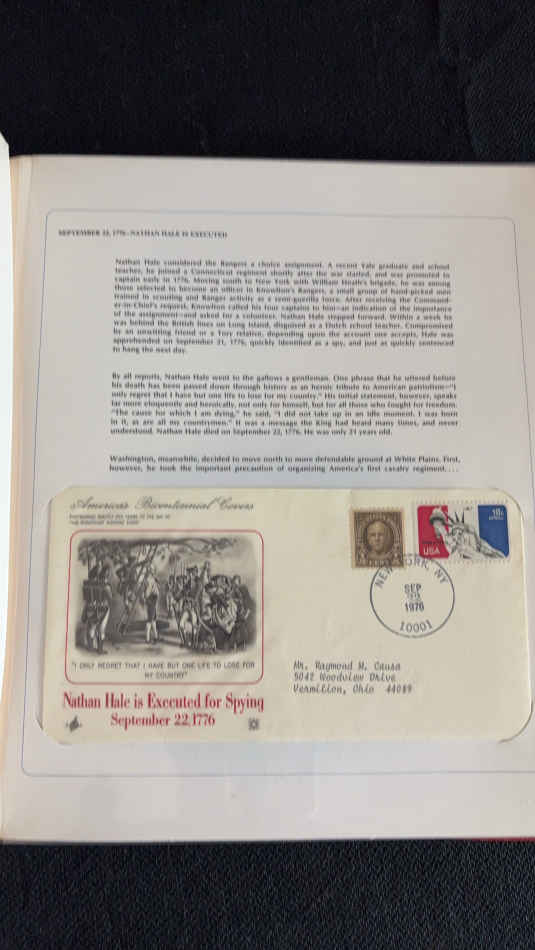 SEPTEMBER 22, 1776–NATHAN HALE IS EXECUTED
Nathan Hale considered the Rangers a choice assignment. A recent Yale graduate and school
teacher, he joined a Connecticut regiment shortly after the war started, and was promoted to
captain early in 1776. Moving south to New York with William Heath's brigade, he was among
those selected to become an officer in Knowlton's Rangers, a small group of hand-picked men
trained in scouting and Ranger activity as a semi-guerilla force. After receiving the Command-
er-in-Chief's request, Knowlton called his four captains to him—an indication of the importance
of the assignment—and asked for a volunteer. Nathan Hale stepped forward. Within a week he
was behind the British lines on Long Island, disguised as a Dutch school teacher. Compromised
by an unwitting friend or a Tory relative, depending upon the account one accepts, Hale was
apprehended on September 21, 1776, quickly identified as a spy, and just as quickly sentenced
to hang the next day.
By all reports, Nathan Hale went to the gallows a gentleman. One phrase that he uttered before
his death has been passed down through history as an heroic tribute to American patriotism—"I
only regret that I have but one life to lose for my country." His initial statement, however, speaks
far more eloquently and heroically, not only for himself, but for all those who fought for freedom.
"The cause for which I am dying," he said, "I did not take up in an idle moment. I was born
in it, as are all my countrymen." It was a message the King had heard many times, and never
understood. Nathan Hale died on September 22, 1776. He was only 21 years old.
Washington, meanwhile, decided to move north to more defendable ground at White Plains. First,
however, he took the important precaution of organizing America's first cavalry regiment....
America's Bicentennial Covers
POSTMARKED EXACTLY 200 YEARS TO THE DAY OF
18c
USA
NEW YORK, NY
SEP
22
1976
10001
"I ONLY REGRET THAT I HAVE BUT ONE LIFE TO LOSE FOR
MY COUNTRY"
Mr. Raymond M. Causa
5042 Woodview Drive
Vermilion, Ohio 44089
Nathan Hale is Executed for Spying
September 22, 1776